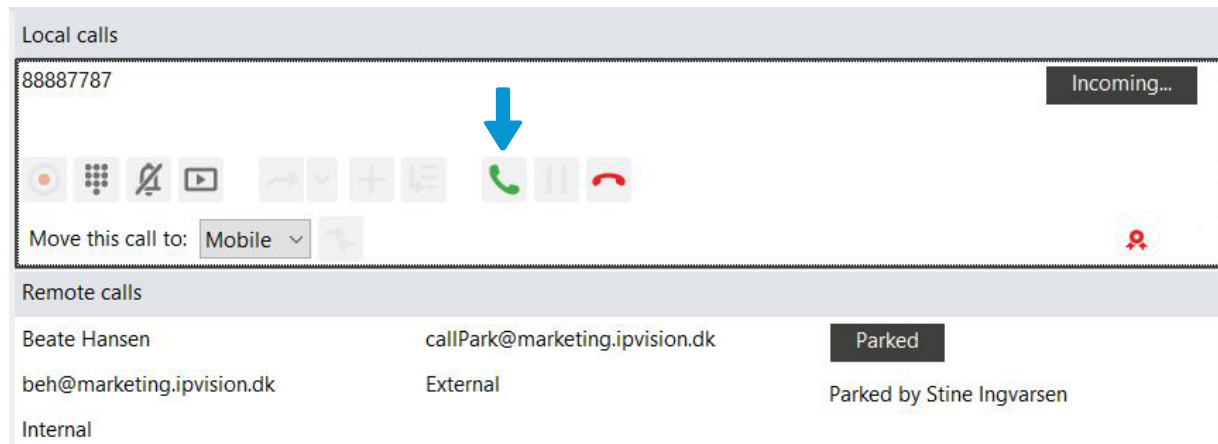 Local calls
88887787
Incoming...
Move this call to: Mobile
Remote calls
Beate Hansen callPark@marketing.ipvision.dk Parked
beh@marketing.ipvision.dk External Parked by Stine Ingvarsen
Internal